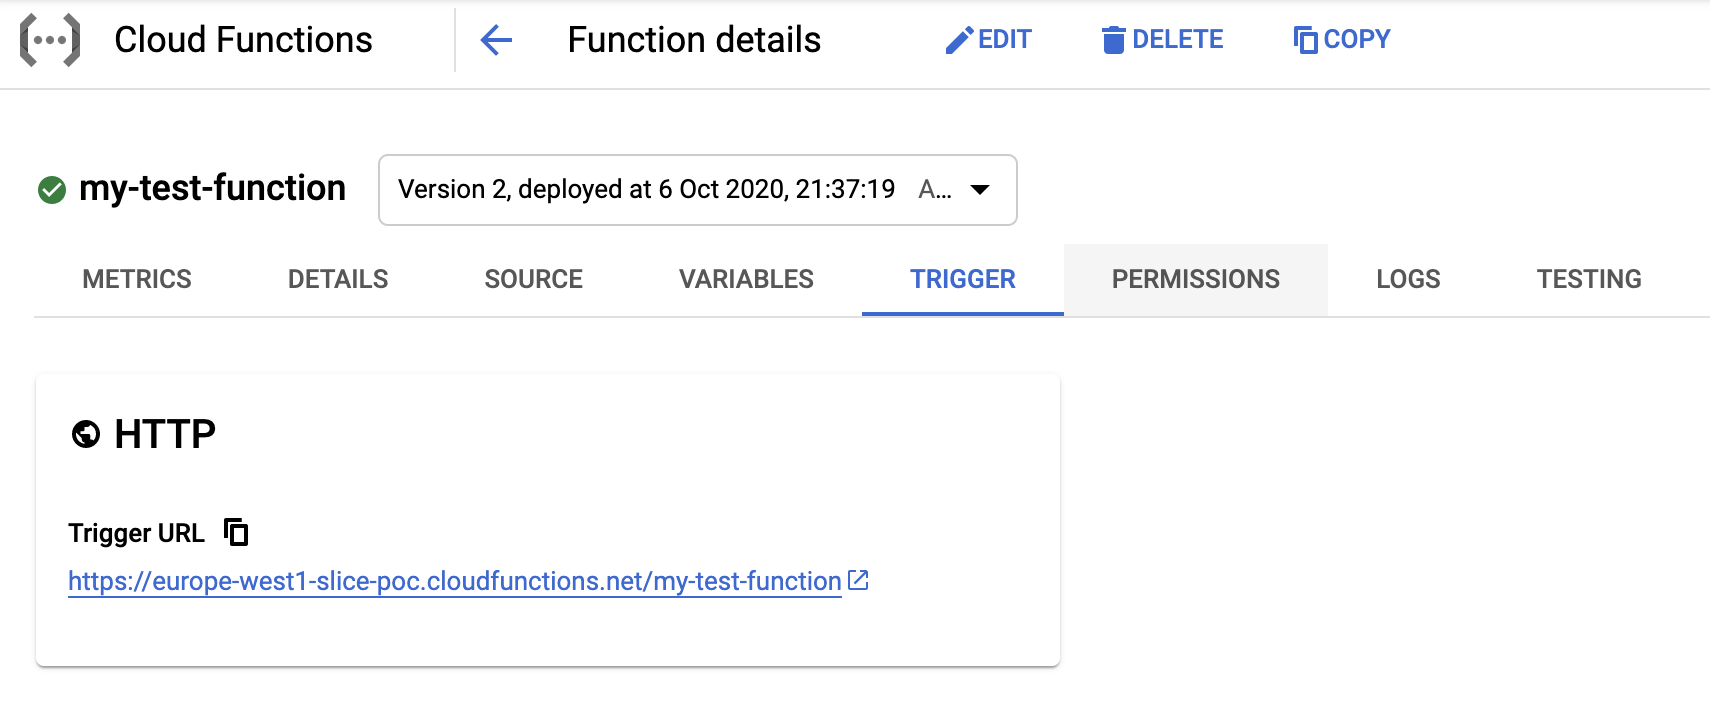 Cloud Functions
Function details
EDIT
DELETE
COPY
my-test-function
Version 2, deployed at 6 Oct 2020, 21:37:19 A...
METRICS
DETAILS
SOURCE
VARIABLES
TRIGGER
PERMISSIONS
LOGS
TESTING
HTTP
Trigger URL
https://europe-west1-slice-poc.cloudfunctions.net/my-test-function